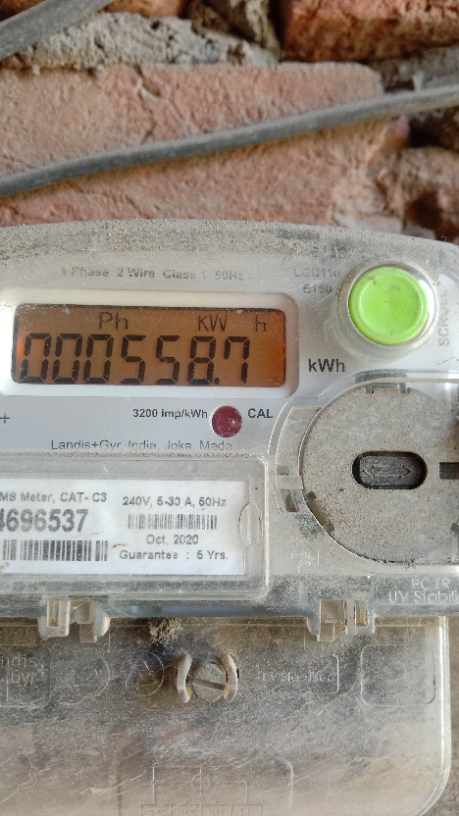 1 Phase 2 Wire Class 1 50Hz
Ph KW h
000558.7
kWh
3200 imp/kWh CAL
Landis+Gyr India, Joka, Made
MS Meter, CAT- C3
240V, 5-30 A, 50Hz
4696537
Oct, 2020
Guarantee : 5 Yrs.
UV Stabili